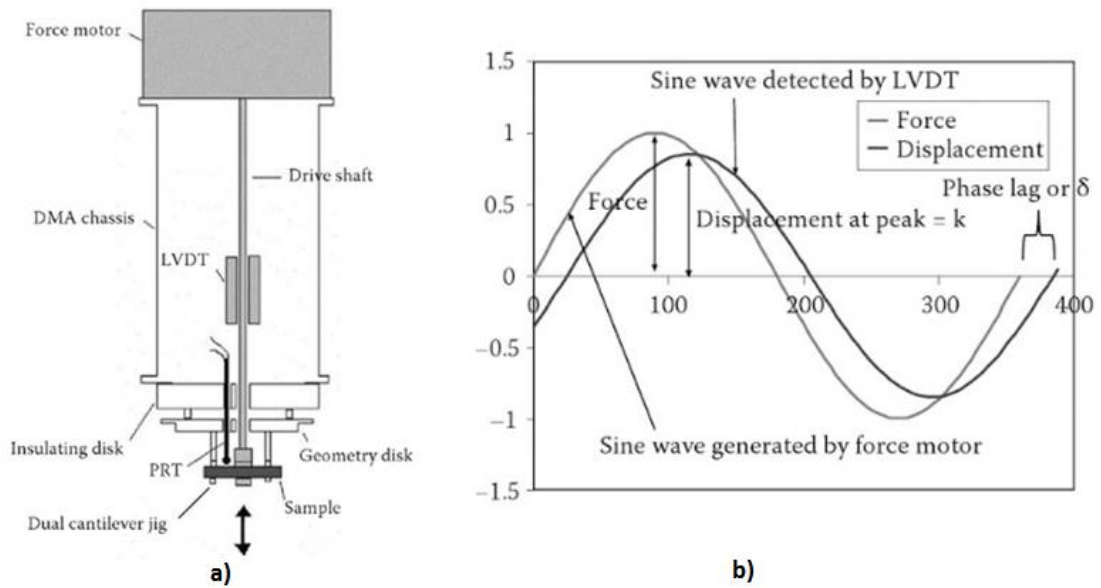 Force motor
Drive shaft
DMA chassis
LVDT
Insulating disk
PRT
Geometry disk
Sample
Dual cantilever jig
a)
1.5
1
0.5
0
−0.5
−1
−1.5
0
100
200
300
400
Sine wave detected by LVDT
Force
Displacement
Phase lag or δ
Force
Displacement at peak = k
Sine wave generated by force motor
b)